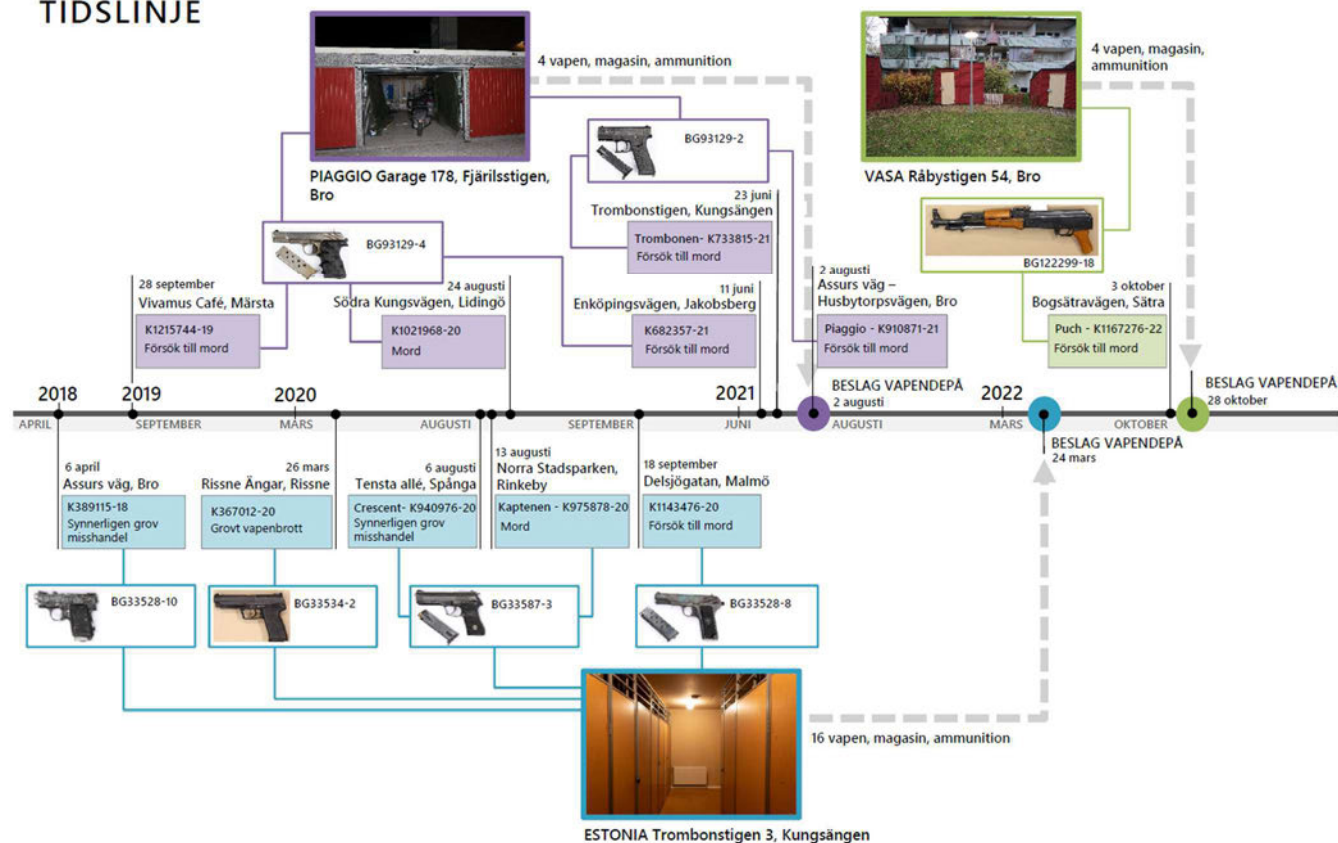 TIDSLINJE
4 vapen, magasin, ammunition
PIAGGIO Garage 178, Fjärilsstigen,
Bro
BG93129-2
4 vapen, magasin,
ammunition
VASA Råbystigen 54, Bro
BG93129-4
23 juni
Trombonstigen, Kungsängen
Trombonen- K733815-21
Försök till mord
BG122299-18
28 september
Vivamus Café, Märsta
K1215744-19
Försök till mord
24 augusti
Södra Kungsvägen, Lidingö
K1021968-20
Mord
11 juni
Enköpingsvägen, Jakobsberg
K682357-21
Försök till mord
2 augusti
Assurs väg –
Husbytorpsvägen, Bro
Piaggio - K910871-21
Försök till mord
3 oktober
Bogsätravägen, Sätra
Puch - K1167276-22
Försök till mord
2018
2019
2020
2021
BESLAG VAPENDEPÅ
2 augusti
2022
BESLAG VAPENDEPÅ
28 oktober
APRIL
SEPTEMBER
MARS
AUGUSTI
SEPTEMBER
JUNI
AUGUSTI
MARS
OKTOBER
BESLAG VAPENDEPÅ
24 mars
6 april
Assurs väg, Bro
K389115-18
Synnerligen grov
misshandel
26 mars
Rissne Ängar, Rissne
K367012-20
Grovt vapenbrott
6 augusti
Tensta allé, Spånga
Crescent- K940976-20
Synnerligen grov
misshandel
13 augusti
Norra Stadsparken,
Rinkeby
Kaptenen - K975878-20
Mord
18 september
Delsjögatan, Malmö
K1143476-20
Försök till mord
BG33528-10
BG33534-2
BG33587-3
BG33528-8
16 vapen, magasin, ammunition
ESTONIA Trombonstigen 3, Kungsängen